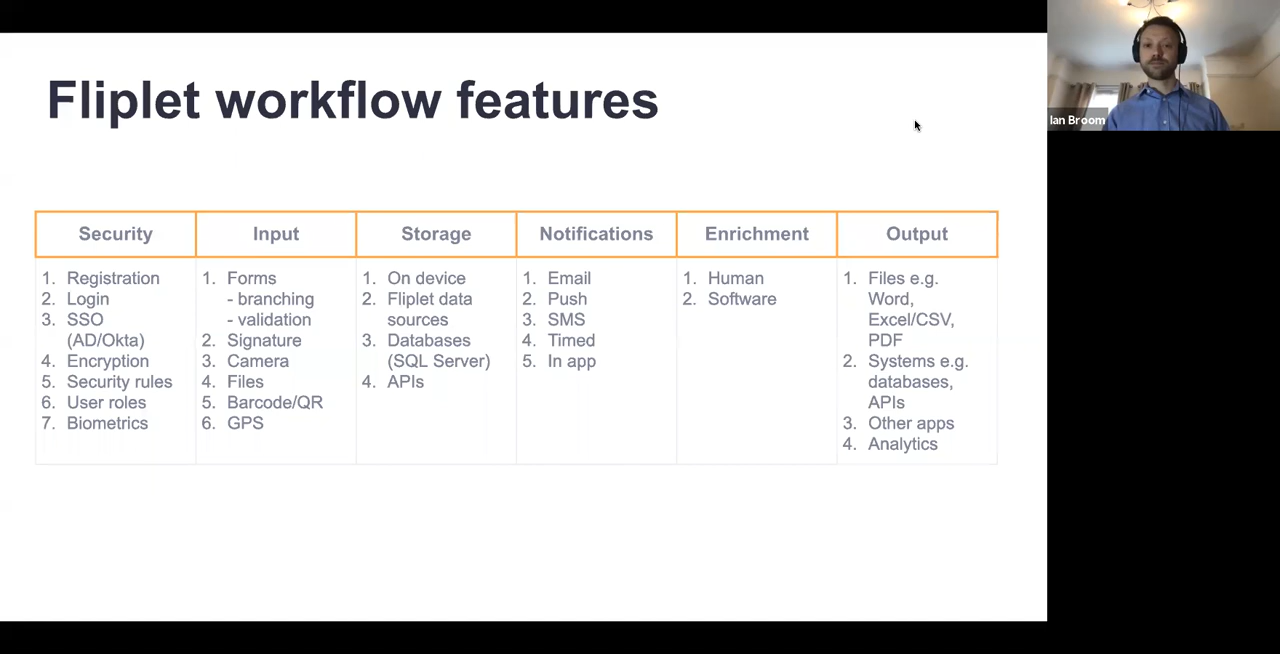 Fliplet workflow features
Ian Broom
Security
Input
Storage
Notifications
Enrichment
Output
1. Registration
2. Login
3. SSO
(AD/Okta)
4. Encryption
5. Security rules
6. User roles
7. Biometrics
1. Forms
- branching
- validation
2. Signature
3. Camera
4. Files
5. Barcode/QR
6. GPS
1. On device
2. Fliplet data
sources
3. Databases
(SQL Server)
4. APIs
1. Email
2. Push
3. SMS
4. Timed
5. In app
1. Human
2. Software
1. Files e.g.
Word,
Excel/CSV,
PDF
2. Systems e.g.
databases,
APIs
3. Other apps
4. Analytics